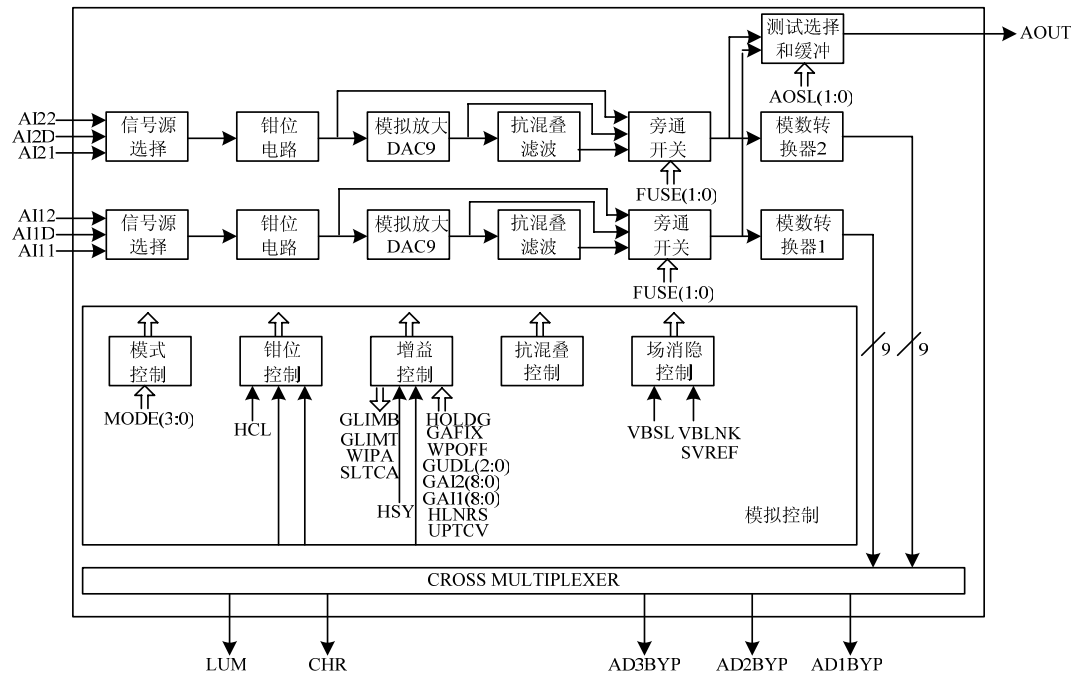 测试选择
和缓冲
AOUT
AOSL(1:0)
AI22
AI2D
AI21
信号源
选择
钳位
电路
模拟放大
DAC9
抗混叠
滤波
旁通
开关
模数转
换器2
FUSE(1:0)
AI12
AI1D
AI11
信号源
选择
钳位
电路
模拟放大
DAC9
抗混叠
滤波
旁通
开关
模数转
换器1
FUSE(1:0)
模式
控制
钳位
控制
增益
控制
抗混叠
控制
场消隐
控制
9
9
MODE(3:0)
HCL
GLIMB
GLIMT
WIPA
SLTCA
HSY
HOLDG
GAFIX
WPOFF
GUDL(2:0)
GAI2(8:0)
GAI1(8:0)
HLNRS
UPTCV
VBSL
VBLNK
SVREF
模拟控制
CROSS MULTIPLEXER
LUM
CHR
AD3BYP
AD2BYP
AD1BYP